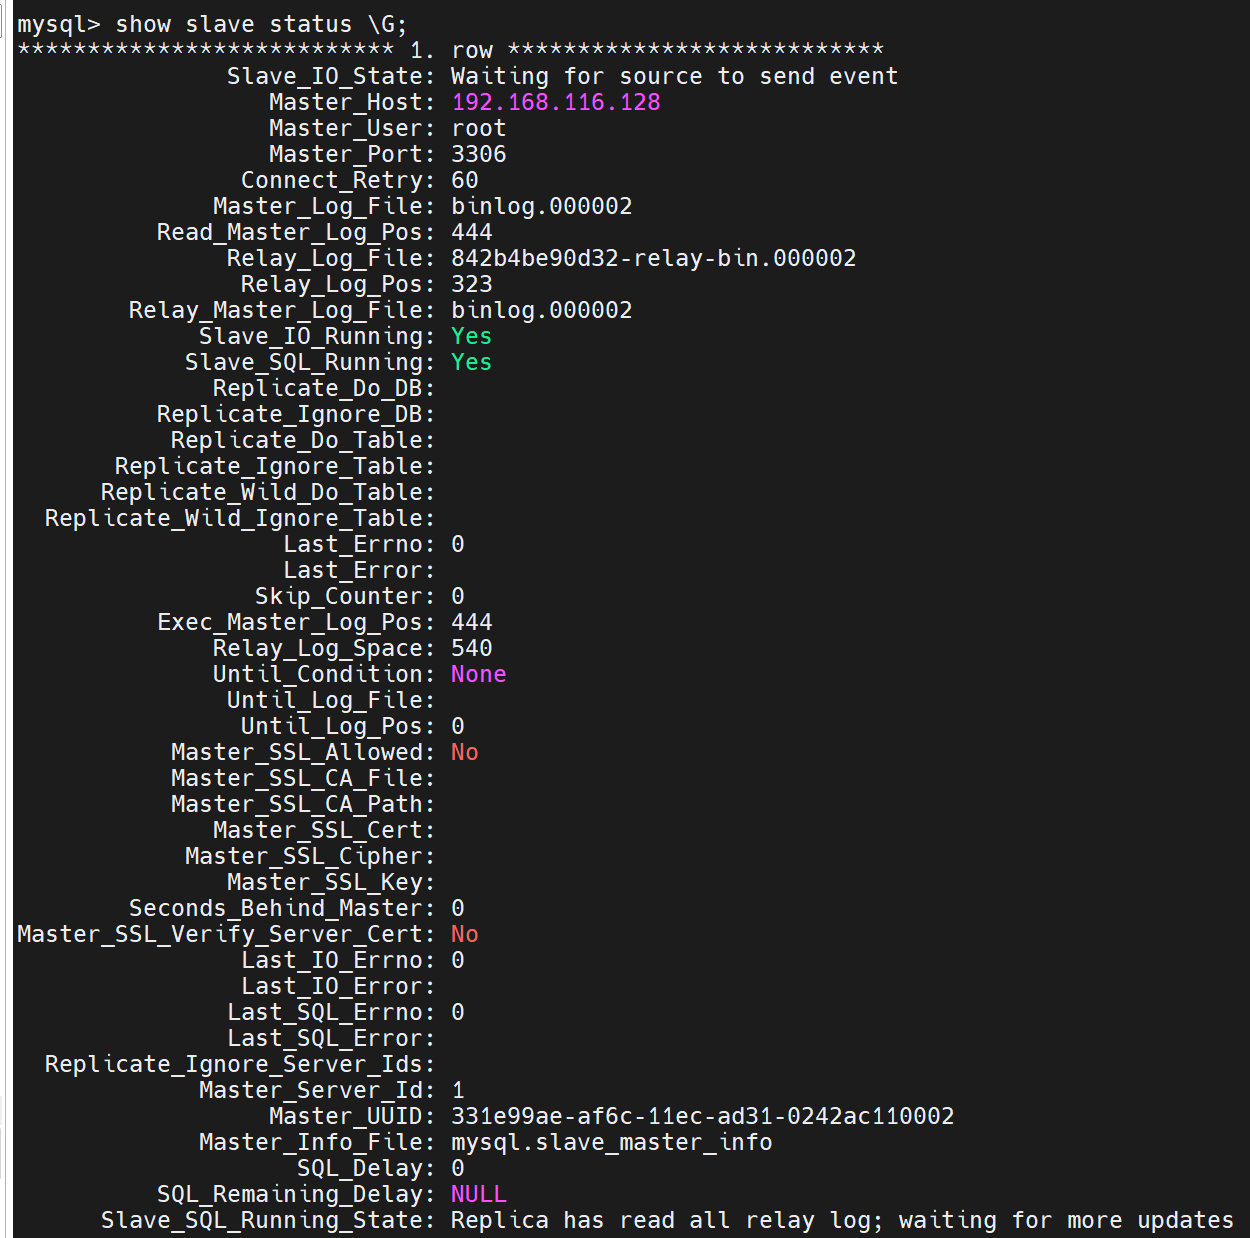 mysql> show slave status \G;
*************************** 1. row ***************************
Slave_IO_State: Waiting for source to send event
Master_Host: 192.168.116.128
Master_User: root
Master_Port: 3306
Connect_Retry: 60
Master_Log_File: binlog.000002
Read_Master_Log_Pos: 444
Relay_Log_File: 842b4be90d32-relay-bin.000002
Relay_Log_Pos: 323
Relay_Master_Log_File: binlog.000002
Slave_IO_Running: Yes
Slave_SQL_Running: Yes
Replicate_Do_DB:
Replicate_Ignore_DB:
Replicate_Do_Table:
Replicate_Ignore_Table:
Replicate_Wild_Do_Table:
Replicate_Wild_Ignore_Table:
Last_Errno: 0
Last_Error:
Skip_Counter: 0
Exec_Master_Log_Pos: 444
Relay_Log_Space: 540
Until_Condition: None
Until_Log_File:
Until_Log_Pos: 0
Master_SSL_Allowed: No
Master_SSL_CA_File:
Master_SSL_CA_Path:
Master_SSL_Cert:
Master_SSL_Cipher:
Master_SSL_Key:
Seconds_Behind_Master: 0
Master_SSL_Verify_Server_Cert: No
Last_IO_Errno: 0
Last_IO_Error:
Last_SQL_Errno: 0
Last_SQL_Error:
Replicate_Ignore_Server_Ids:
Master_Server_Id: 1
Master_UUID: 331e99ae-af6c-11ec-ad31-0242ac110002
Master_Info_File: mysql.slave_master_info
SQL_Delay: 0
SQL_Remaining_Delay: NULL
Slave_SQL_Running_State: Replica has read all relay log; waiting for more updates